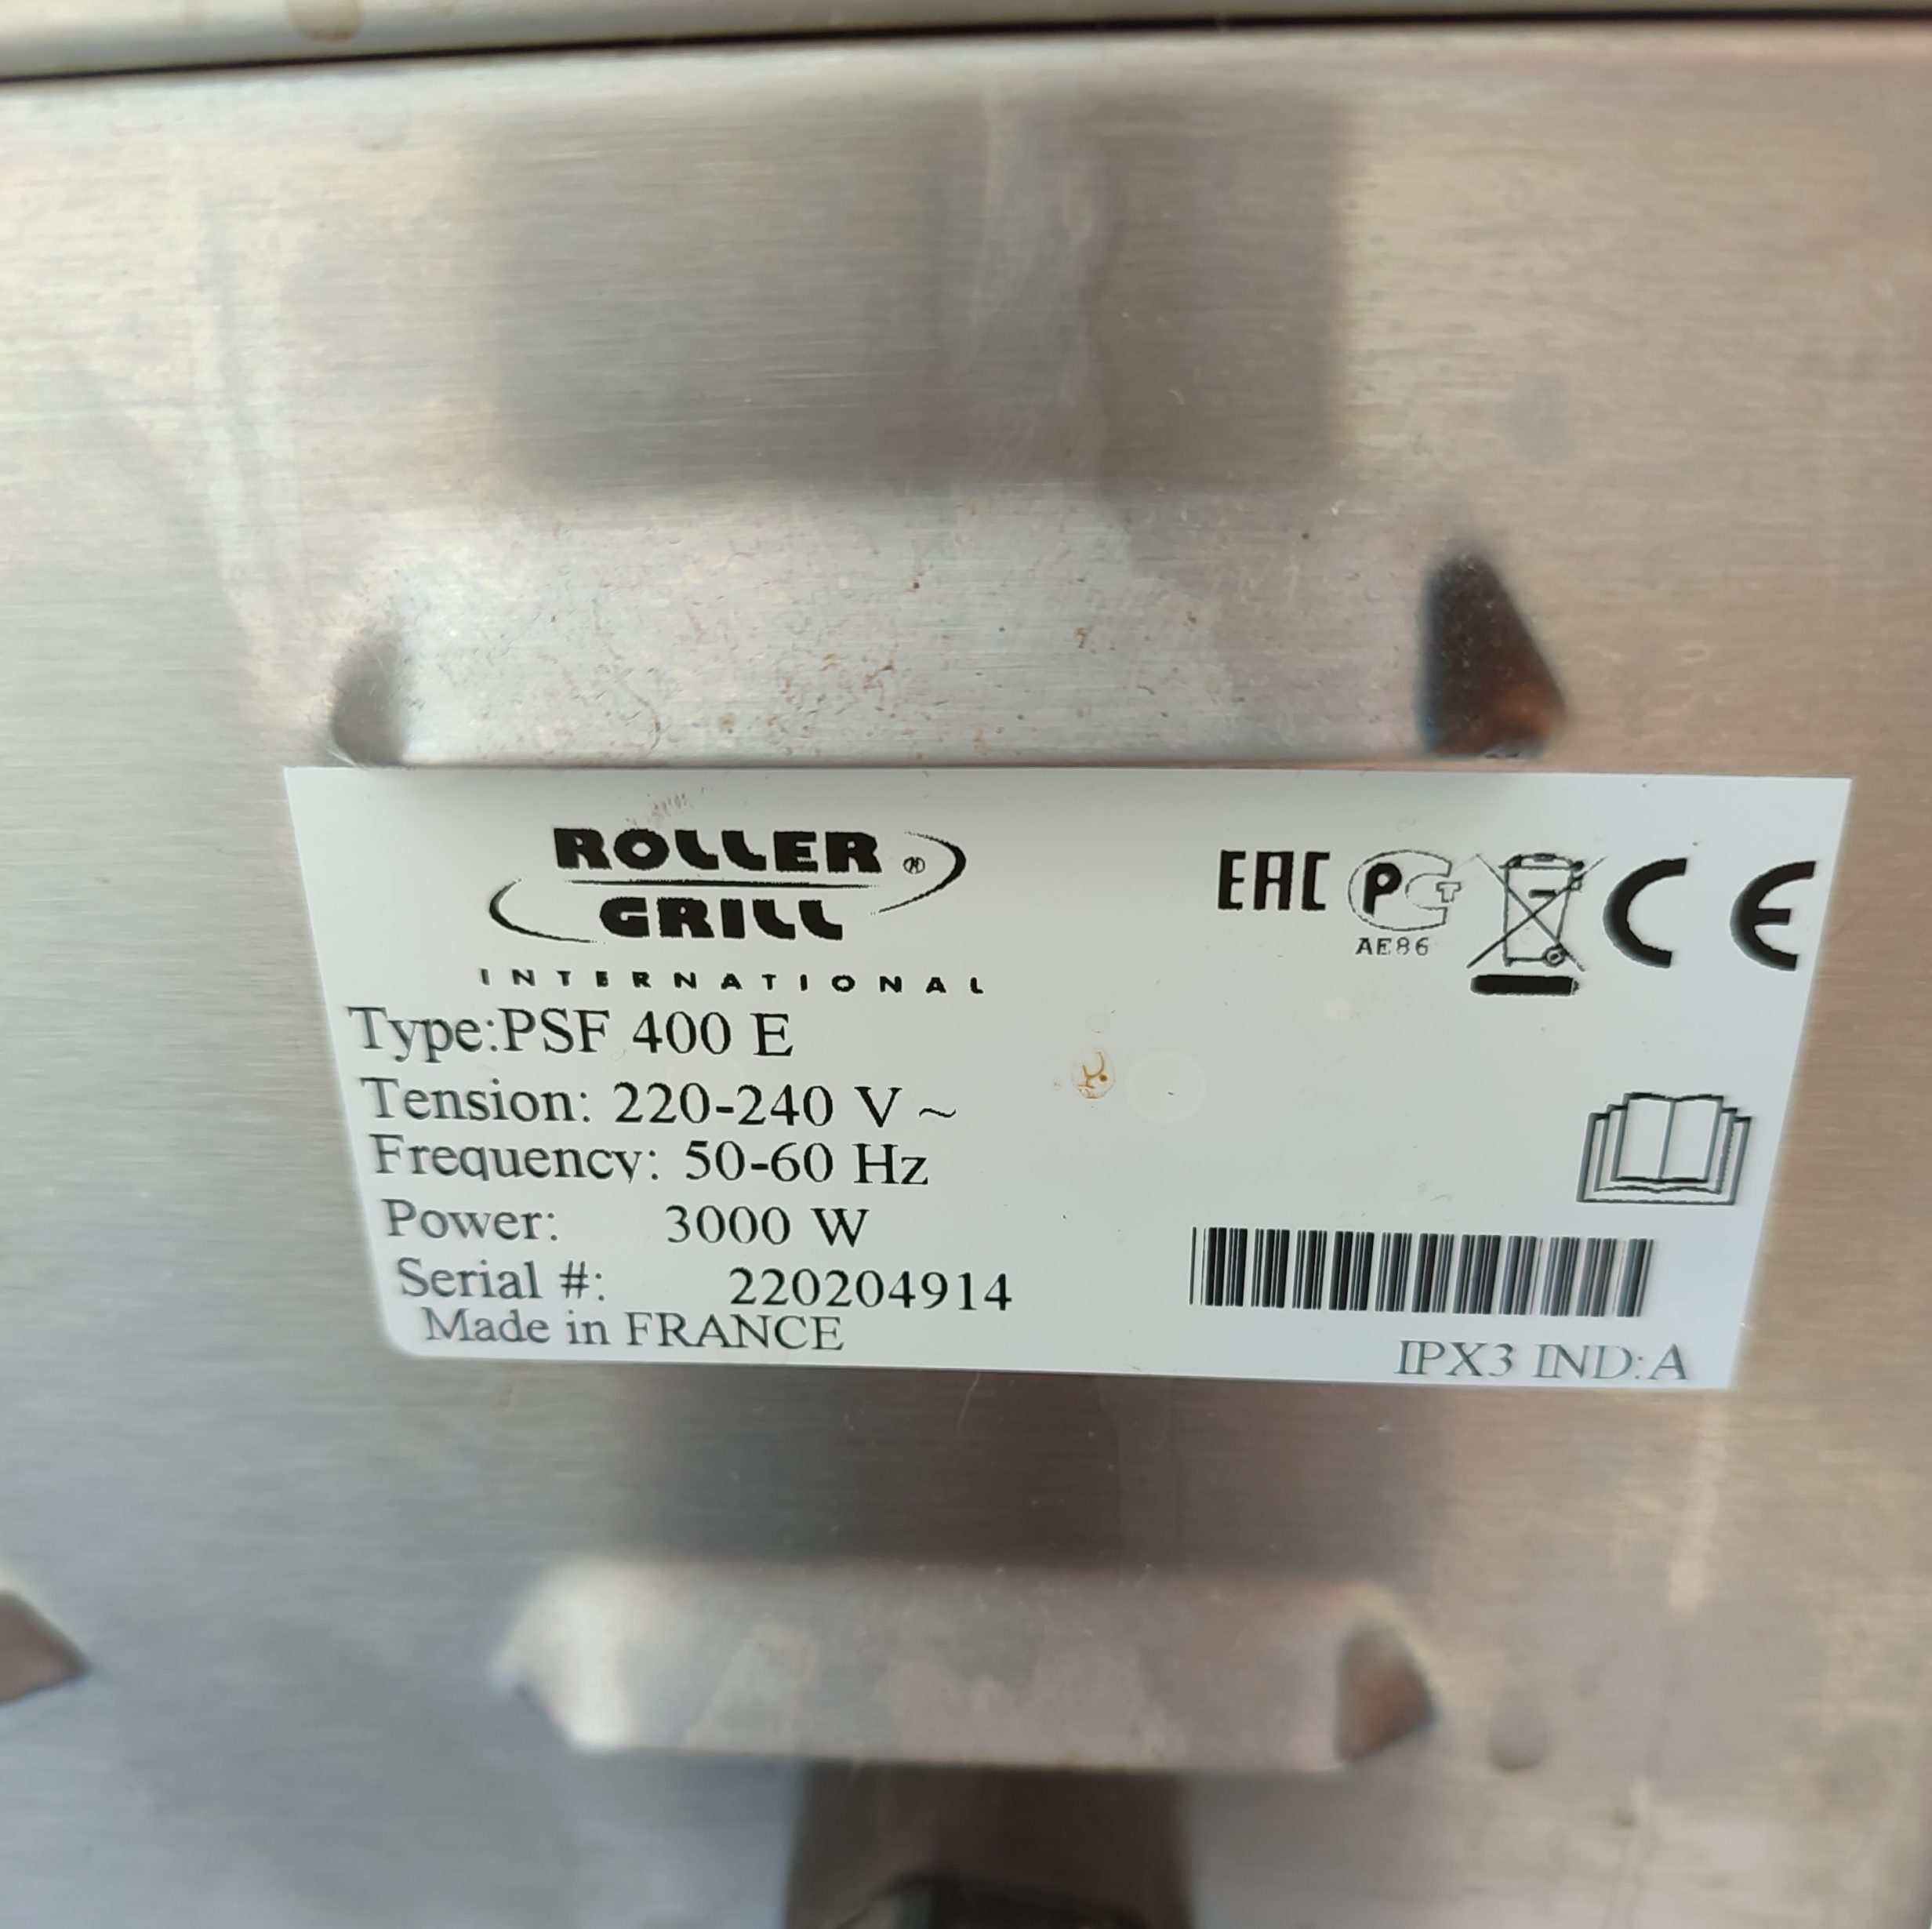 ROLLER ®
GRILL
INTERNATIONAL
EAC
PCT
AE86
CE
Type:PSF 400 E
Tension: 220-240 V ~
Frequency: 50-60 Hz
Power: 3000 W
Serial #: 220204914
Made in FRANCE
IPX3 IND:A